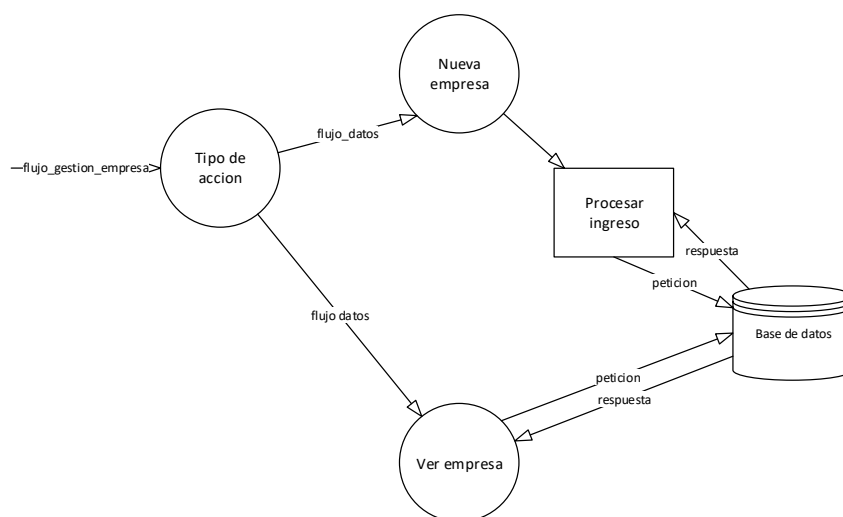 Nueva
empresa
flujo_datos
flujo_gestion_empresa
Tipo de
accion
Procesar
ingreso
respuesta
peticion
flujo datos
Base de datos
peticion
respuesta
Ver empresa